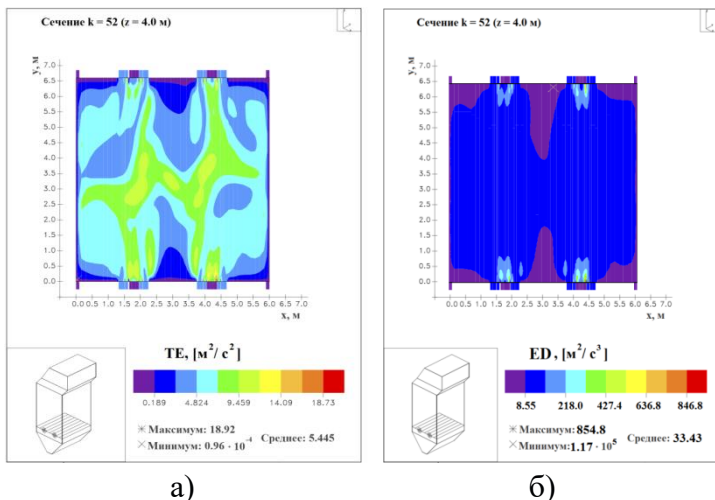 Сечение k = 52 (z = 4.0 м)
у, м
7.0
6.5
6.0
5.5
5.0
4.5
4.0
3.5
3.0
2.5
2.0
1.5
1.0
0.5
0.0
0.0 0.5 1.0 1.5 2.0 2.5 3.0 3.5 4.0 4.5 5.0 5.5 6.0 6.5 7.0
х, м
TE, [м²/ с²]
0.189 4.824 9.459 14.09 18.73
Максимум: 18.92
Минимум: 0.96 · 10⁻⁴ Среднее: 5.445
а)
Сечение k = 52 (z = 4.0 м)
у, м
7.0
6.5
6.0
5.5
5.0
4.5
4.0
3.5
3.0
2.5
2.0
1.5
1.0
0.5
0.0
0.0 0.5 1.0 1.5 2.0 2.5 3.0 3.5 4.0 4.5 5.0 5.5 6.0 6.5 7.0
х, м
ED, [м²/ с³]
8.55 218.0 427.4 636.8 846.8
Максимум: 854.8
Минимум:1.17 · 10⁵ Среднее: 33.43
б)